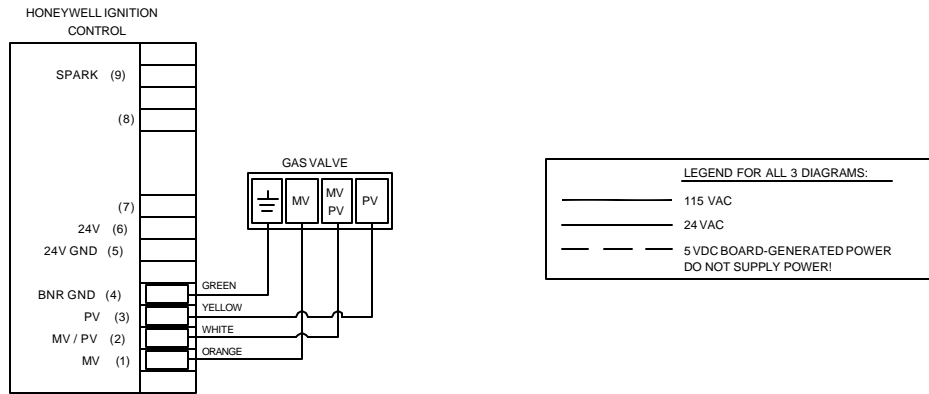 HONEYWELL IGNITION
CONTROL
SPARK (9)
(8)
(7)
24V (6)
24V GND (5)
BNR GND (4)
PV (3)
MV / PV (2)
MV (1)
GREEN
YELLOW
WHITE
ORANGE
GAS VALVE
MV
MV
PV
PV
LEGEND FOR ALL 3 DIAGRAMS:
115 VAC
24 VAC
5 VDC BOARD-GENERATED POWER
DO NOT SUPPLY POWER!